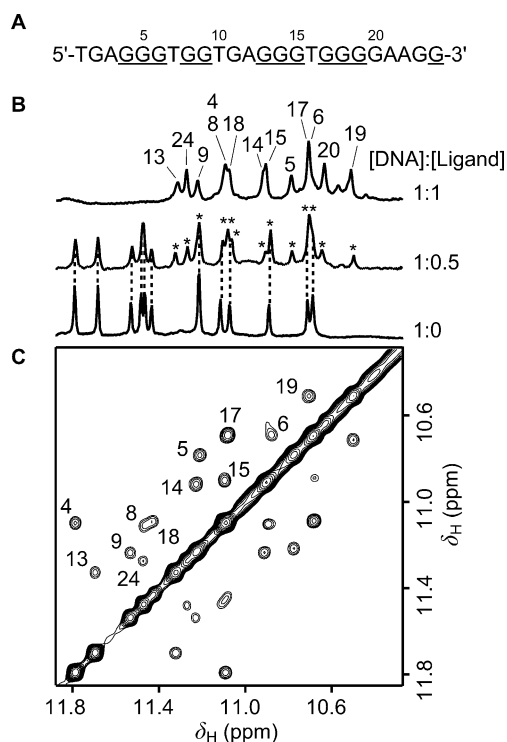 A
5 10 15 20
5'-TGAGGGTGGTGAGGGTGGGGAAGG-3'
B
4 17
13 24 9 8 18 14 15 5 6 20 19 [DNA]:[Ligand]
1:1
* * * ** * * * ** * * 1:0.5
1:0
C
19
17 6
5
15
14
4 8
18
9
13 24
10.6
11.0
11.4
11.8
δH (ppm)
11.8 11.4 11.0 10.6
δH (ppm)